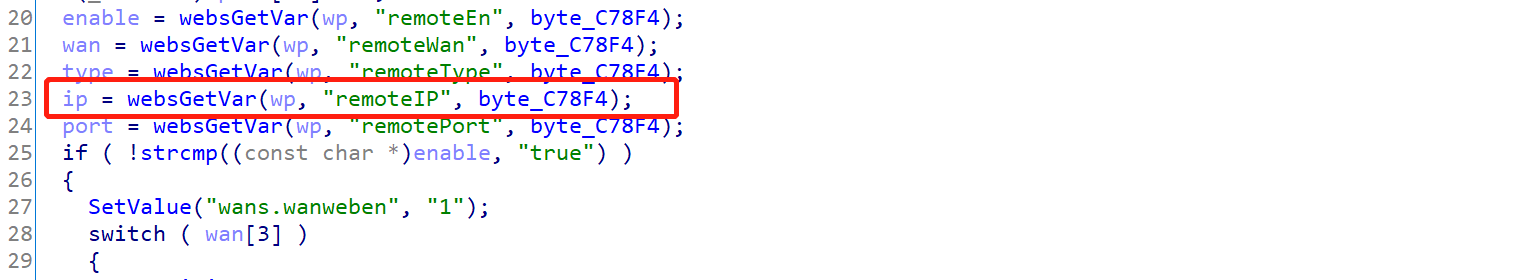 20 enable = websGetVar(wp, "remoteEn", byte_C78F4);
21 wan = websGetVar(wp, "remoteWan", byte_C78F4);
22 type = websGetVar(wp, "remoteType", byte_C78F4);
23 ip = websGetVar(wp, "remoteIP", byte_C78F4);
24 port = websGetVar(wp, "remotePort", byte_C78F4);
25 if ( !strcmp((const char *)enable, "true") )
26 {
27 SetValue("wans.wanweben", "1");
28 switch ( wan[3] )
29 {